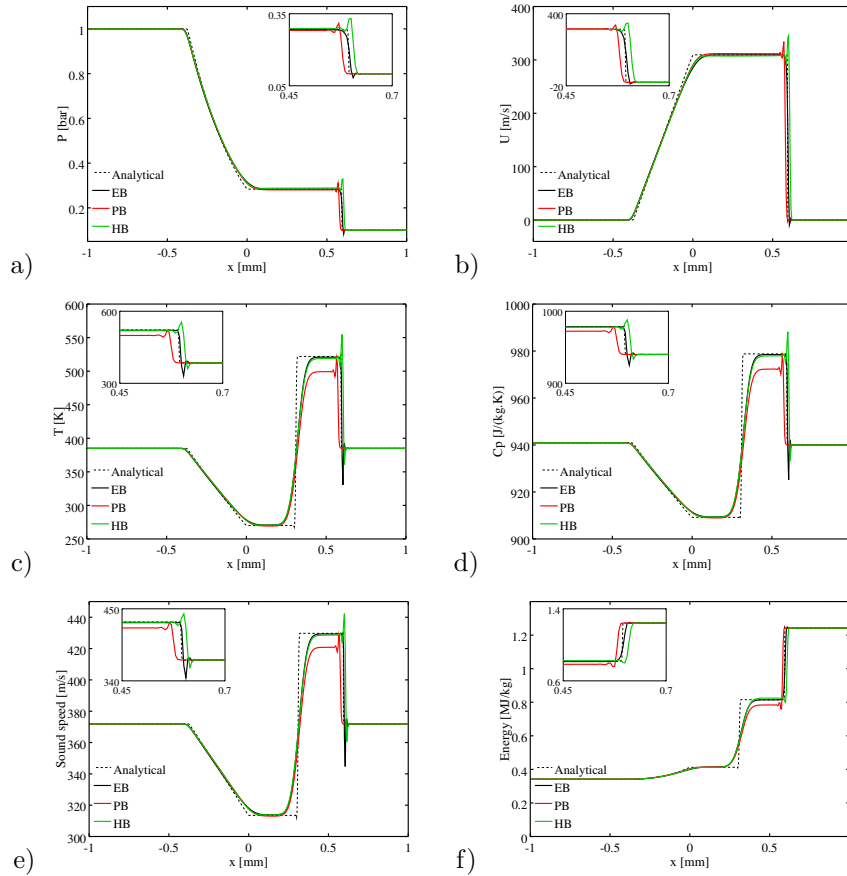 0.35
0.05
0.45
0.7
1
0.8
0.6
0.4
0.2
P [bar]
Analytical
EB
PB
HB
-1
-0.5
0
0.5
1
x [mm]
a)
400
-20
0.45
0.7
400
300
200
100
0
U [m/s]
Analytical
EB
PB
HB
-1
-0.5
0
0.5
1
x [mm]
b)
600
300
0.45
0.7
600
550
500
450
400
350
300
250
T [K]
Analytical
EB
PB
HB
-1
-0.5
0
0.5
1
x [mm]
c)
1000
900
0.45
0.7
1000
980
960
940
920
900
Cp [J/(kg.K)]
Analytical
EB
PB
HB
-1
-0.5
0
0.5
1
x [mm]
d)
450
340
0.45
0.7
440
420
400
380
360
340
320
300
Sound speed [m/s]
Analytical
EB
PB
HB
-1
-0.5
0
0.5
1
x [mm]
e)
1.4
0.6
0.45
0.7
1.2
1
0.8
0.6
0.4
0.2
0
Energy [MJ/kg]
Analytical
EB
PB
HB
-1
-0.5
0
0.5
1
x [mm]
f)